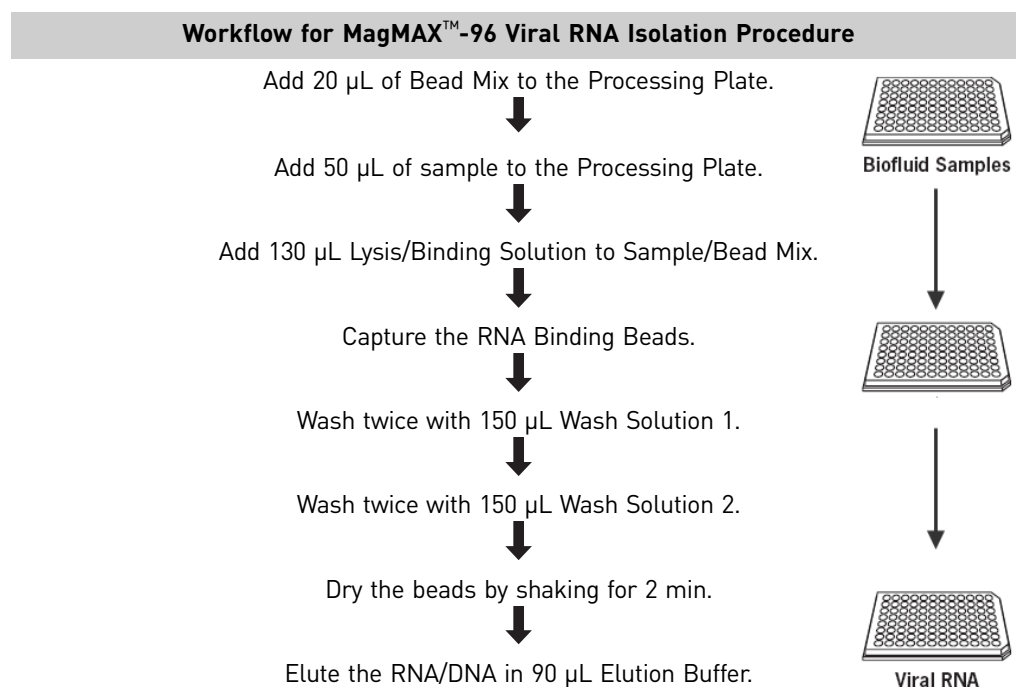 Workflow for MagMAX™-96 Viral RNA Isolation Procedure
Add 20 µL of Bead Mix to the Processing Plate.
Biofluid Samples
Add 50 µL of sample to the Processing Plate.
Add 130 µL Lysis/Binding Solution to Sample/Bead Mix.
Capture the RNA Binding Beads.
Wash twice with 150 µL Wash Solution 1.
Wash twice with 150 µL Wash Solution 2.
Dry the beads by shaking for 2 min.
Elute the RNA/DNA in 90 µL Elution Buffer.
Viral RNA